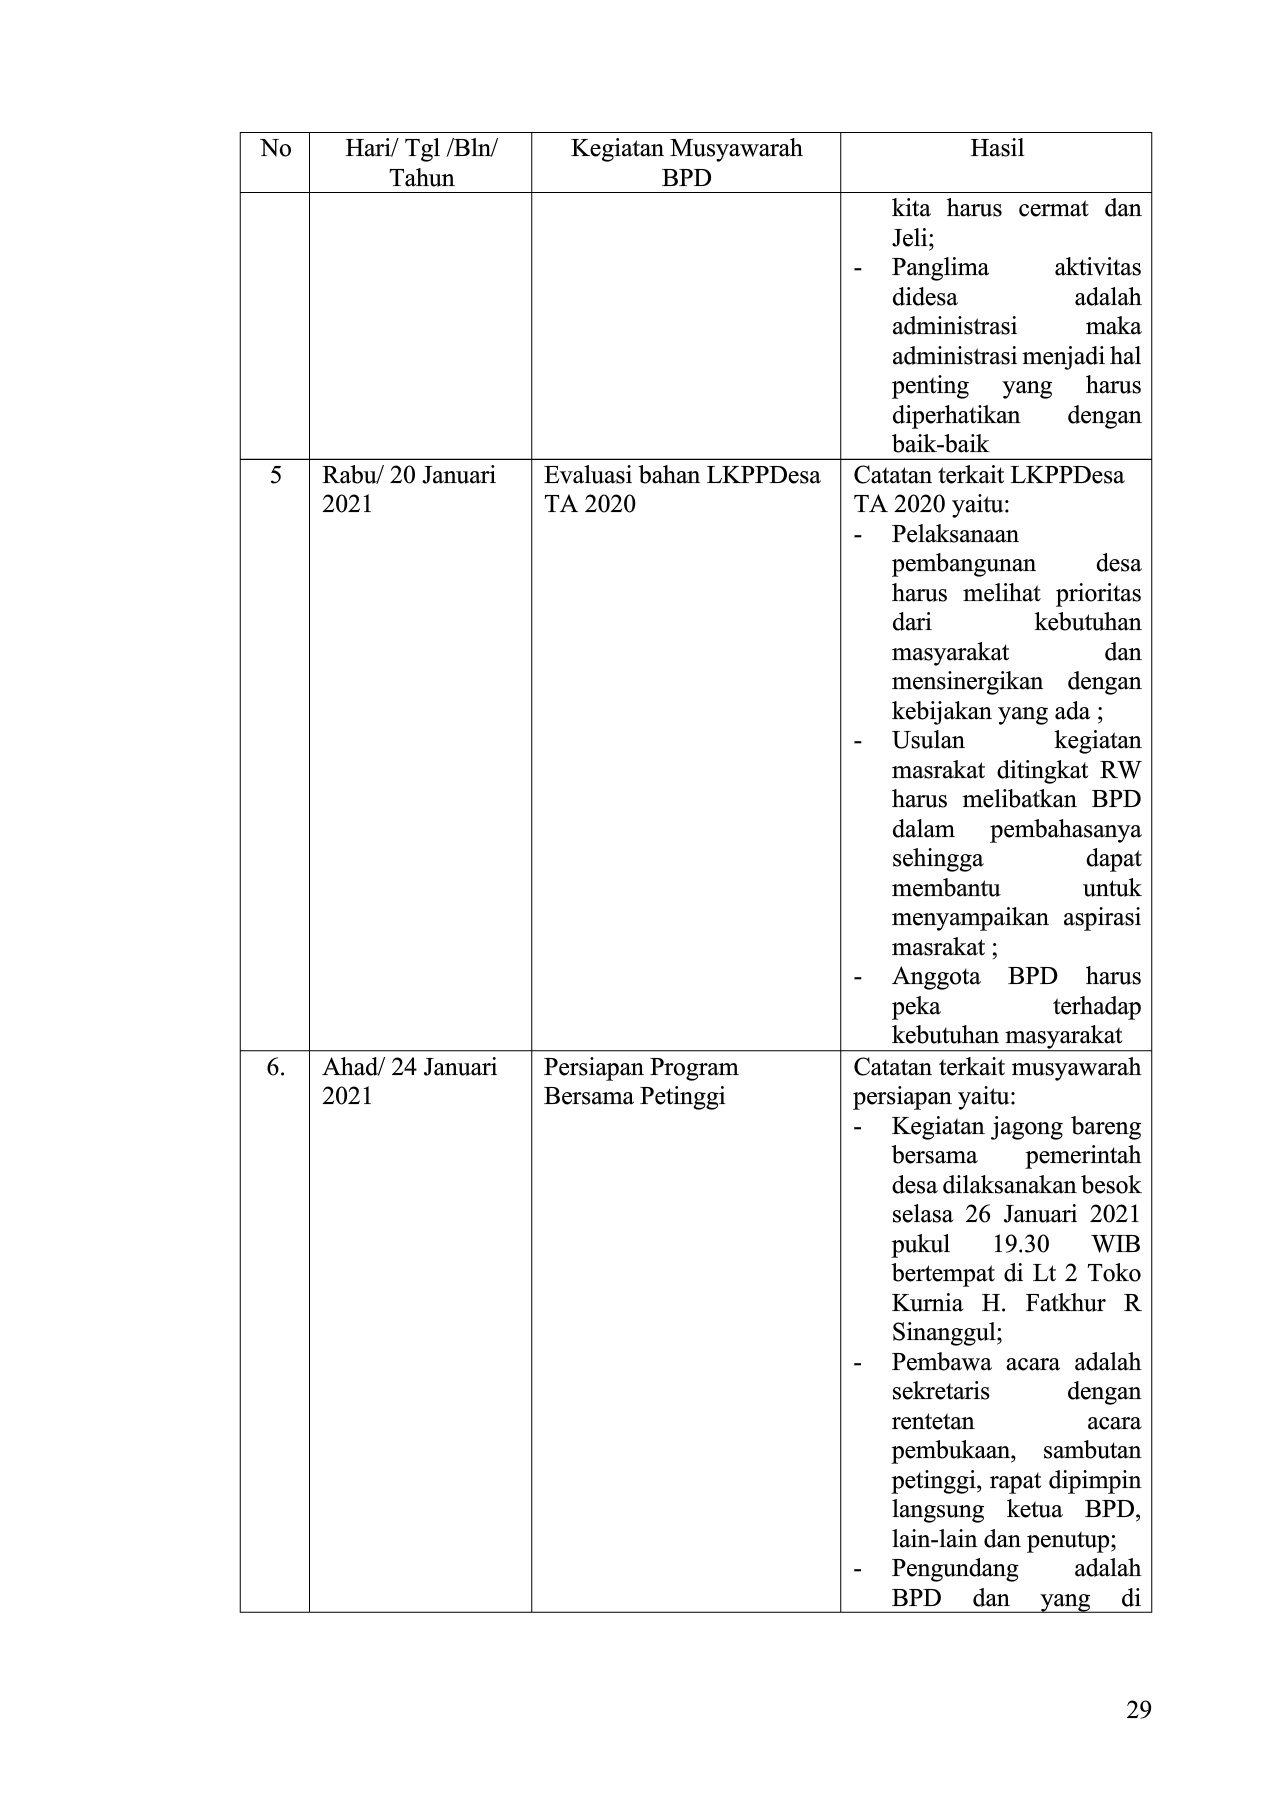 No Hari/ Tgl /Bln/ Kegiatan Musyawarah Hasil
Tahun BPD
kita harus cermat dan
Jeli;
- Panglima aktivitas
didesa adalah
administrasi maka
administrasi menjadi hal
penting yang harus
diperhatikan dengan
baik-baik
5 Rabu/ 20 Januari Evaluasi bahan LKPPDesa Catatan terkait LKPPDesa
2021 TA 2020 TA 2020 yaitu:
- Pelaksanaan
pembangunan desa
harus melihat prioritas
dari kebutuhan
masyarakat dan
mensinergikan dengan
kebijakan yang ada ;
- Usulan kegiatan
masrakat ditingkat RW
harus melibatkan BPD
dalam pembahasanya
sehingga dapat
membantu untuk
menyampaikan aspirasi
masrakat ;
- Anggota BPD harus
peka terhadap
kebutuhan masyarakat
6. Ahad/ 24 Januari Persiapan Program Catatan terkait musyawarah
2021 Bersama Petinggi persiapan yaitu:
- Kegiatan jagong bareng
bersama pemerintah
desa dilaksanakan besok
selasa 26 Januari 2021
pukul 19.30 WIB
bertempat di Lt 2 Toko
Kurnia H. Fatkhur R
Sinanggul;
- Pembawa acara adalah
sekretaris dengan
rentetan acara
pembukaan, sambutan
petinggi, rapat dipimpin
langsung ketua BPD,
lain-lain dan penutup;
- Pengundang adalah
BPD dan yang di
29